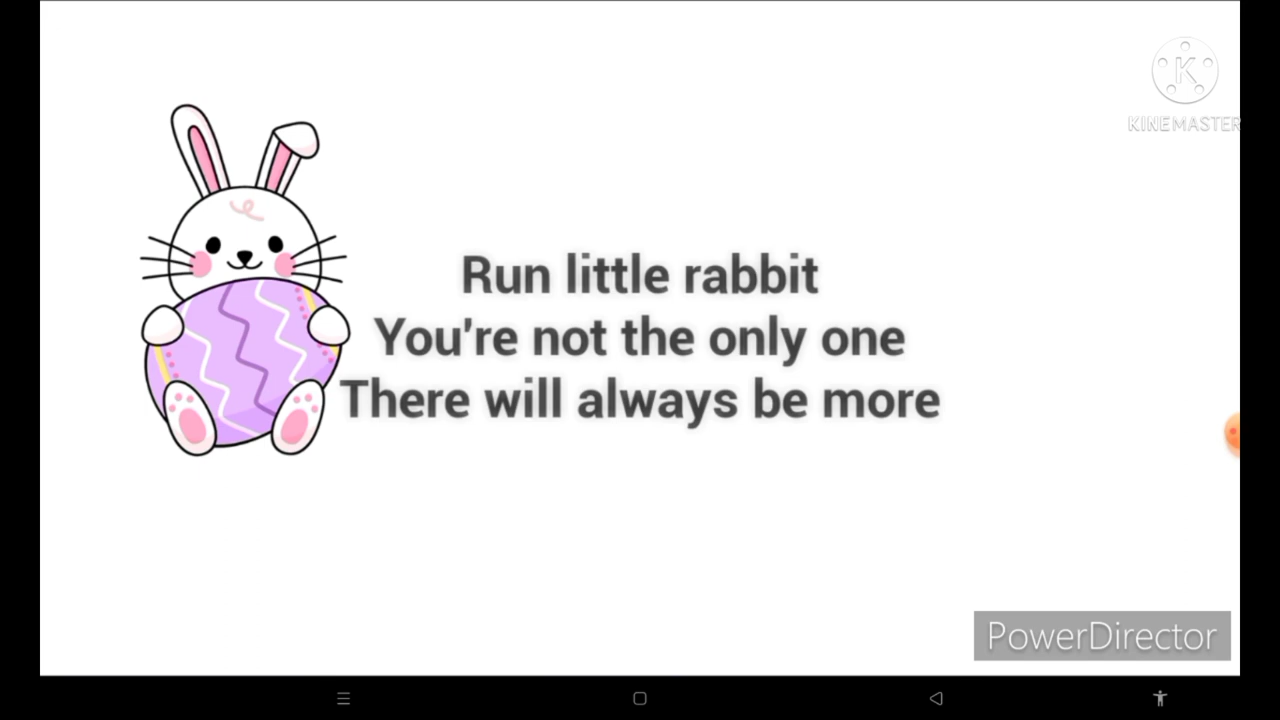 KINEMASTER
Run little rabbit
You're not the only one
There will always be more
PowerDirector